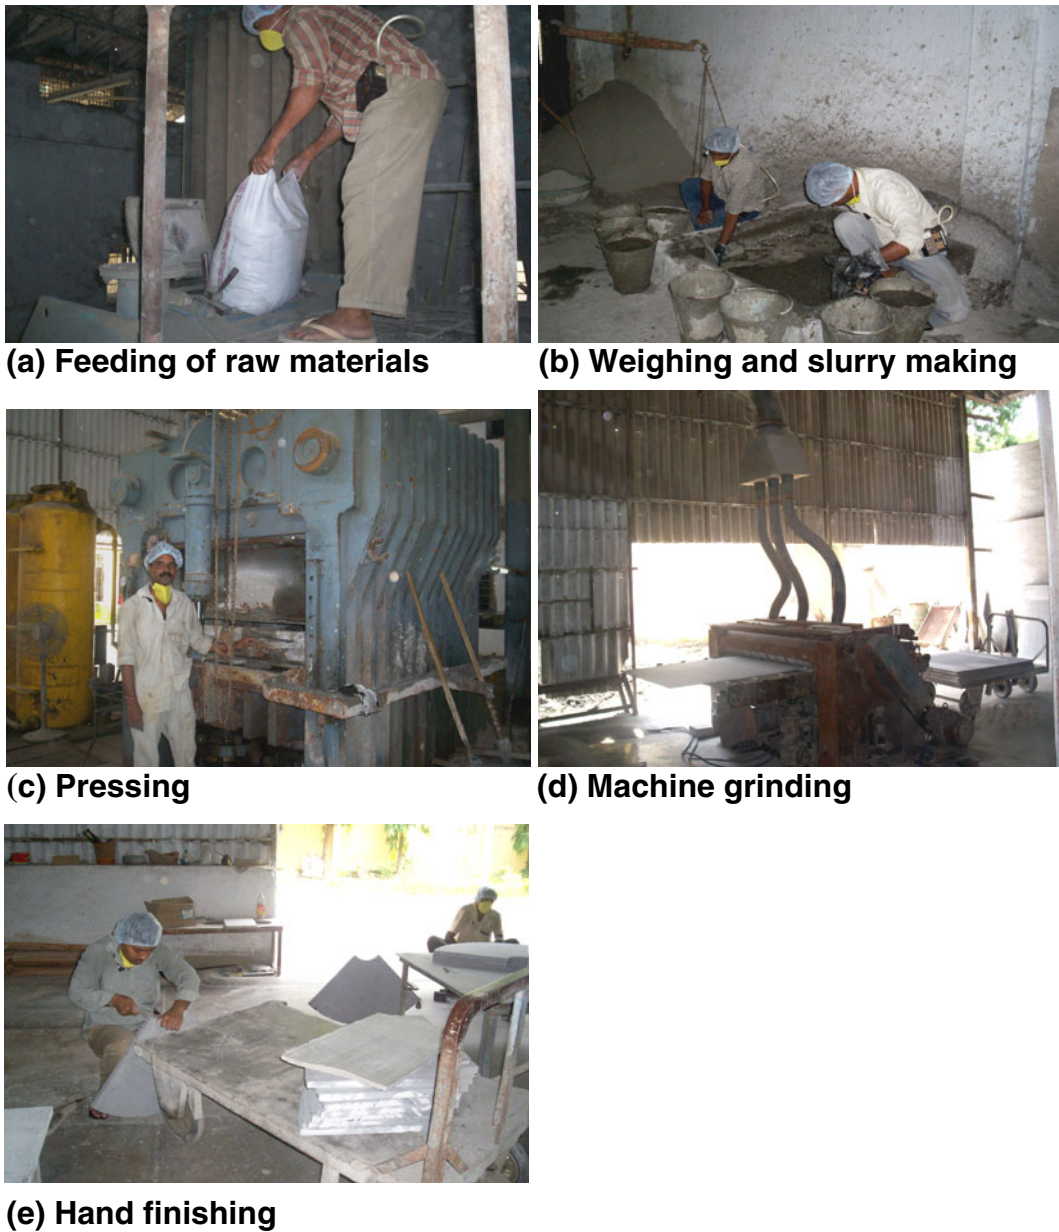 (a) Feeding of raw materials
(b) Weighing and slurry making
(c) Pressing
(d) Machine grinding
(e) Hand finishing